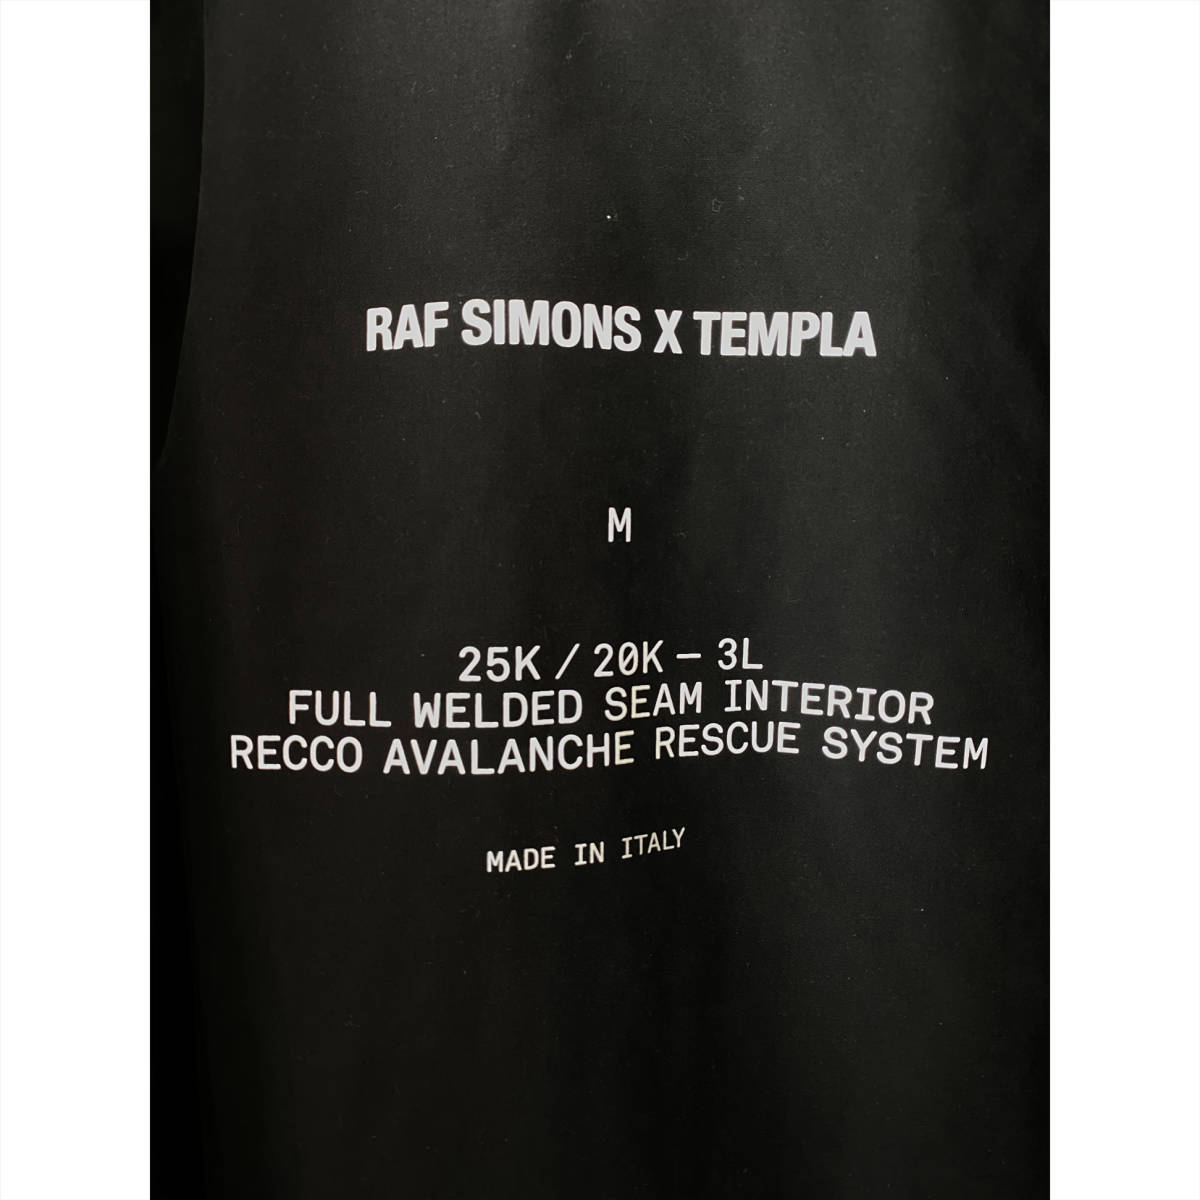 RAF SIMONS X TEMPLA
M
25K / 20K – 3L
FULL WELDED SEAM INTERIOR
RECCO AVALANCHE RESCUE SYSTEM
MADE IN ITALY